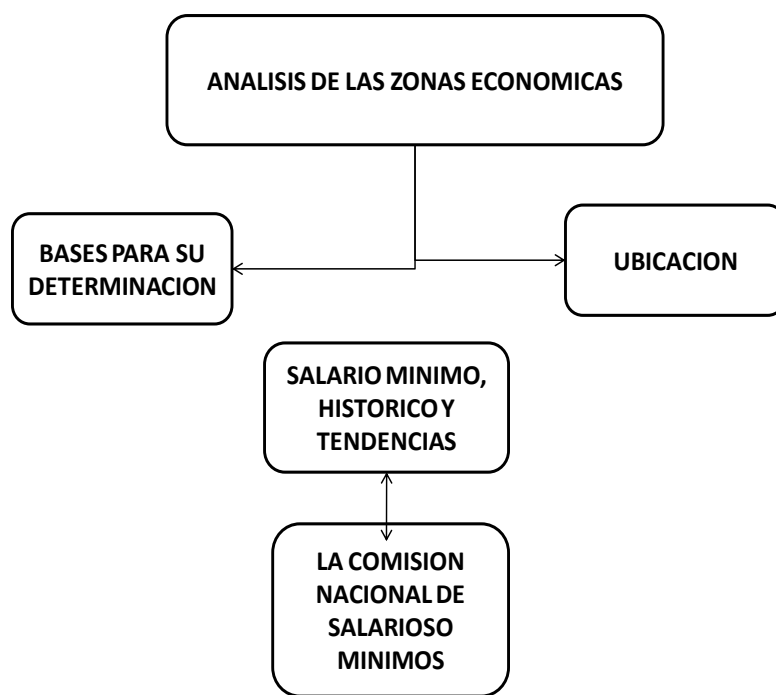 ANALISIS DE LAS ZONAS ECONOMICAS
BASES PARA SU
DETERMINACION
UBICACION
SALARIO MINIMO,
HISTORICO Y
TENDENCIAS
LA COMISION
NACIONAL DE
SALARIOSO
MINIMOS